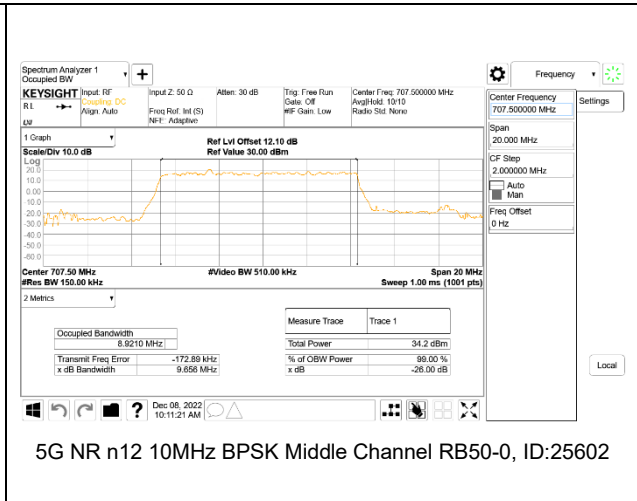 Spectrum Analyzer 1
Occupied BW
+
Frequency
KEYSIGHT Input: RF Input Z: 50 Ω Atten: 30 dB Trig: Free Run Center Freq: 707.500000 MHz
RL Coupling: DC Gate: Off Avg|Hold: 10/10
Align: Auto Freq Ref: Int (S) #IF Gain: Low Radio Std: None
NFE: Adaptive
Center Frequency
707.500000 MHz
Settings
Span
20.000 MHz
CF Step
2.000000 MHz
Auto
Man
Freq Offset
0 Hz
1 Graph
Ref Lvl Offset 12.10 dB
Scale/Div 10.0 dB Ref Value 30.00 dBm
Log
20.0
10.0
0.00
-10.0
-20.0
-30.0
-40.0
-50.0
-60.0
Center 707.50 MHz #Video BW 510.00 kHz Span 20 MHz
#Res BW 150.00 kHz Sweep 1.00 ms (1001 pts)
2 Metrics
Measure Trace Trace 1
Occupied Bandwidth
8.9210 MHz
Total Power 34.2 dBm
Transmit Freq Error -172.89 kHz % of OBW Power 99.00 %
x dB Bandwidth 9.656 MHz x dB -26.00 dB
Local
? Dec 08, 2022
10:11:21 AM
5G NR n12 10MHz BPSK Middle Channel RB50-0, ID:25602